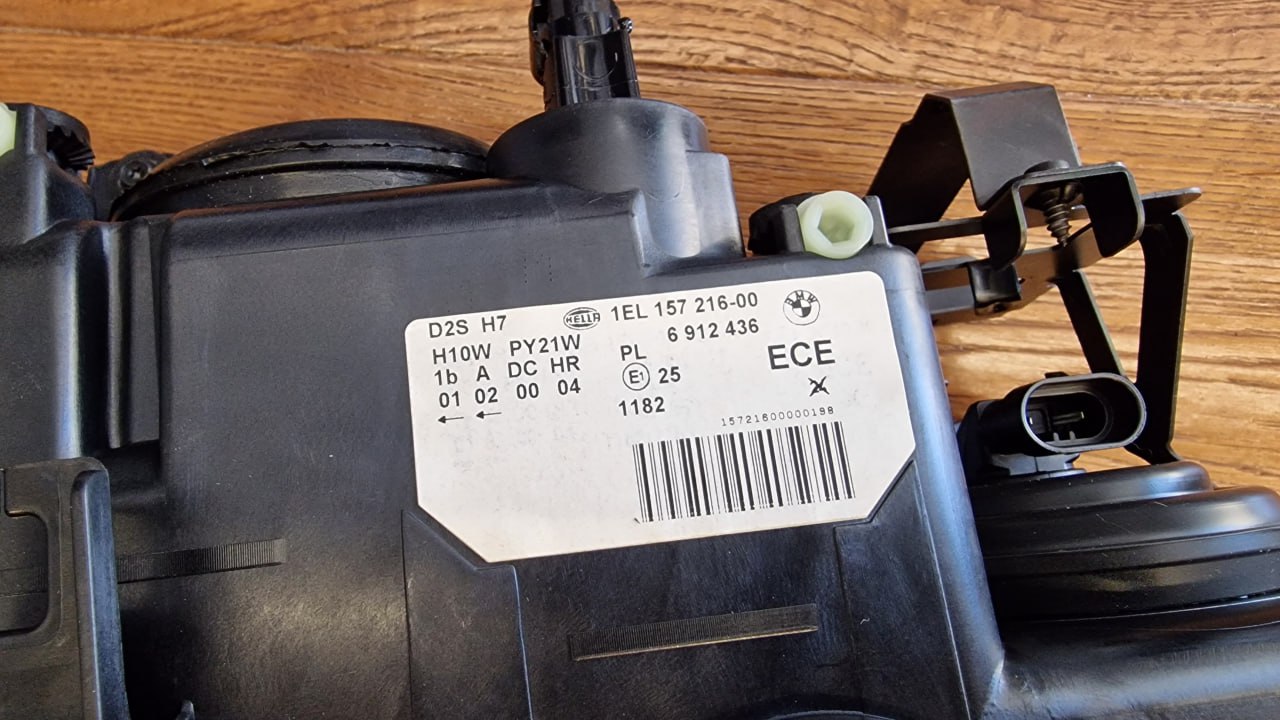 D2S H7
HELLA 1EL 157 216-00
BMW
6 912 436
H10W PY21W
1b A DC HR
01 02 00 04
PL
E1 25
1182
ECE
15721600000198